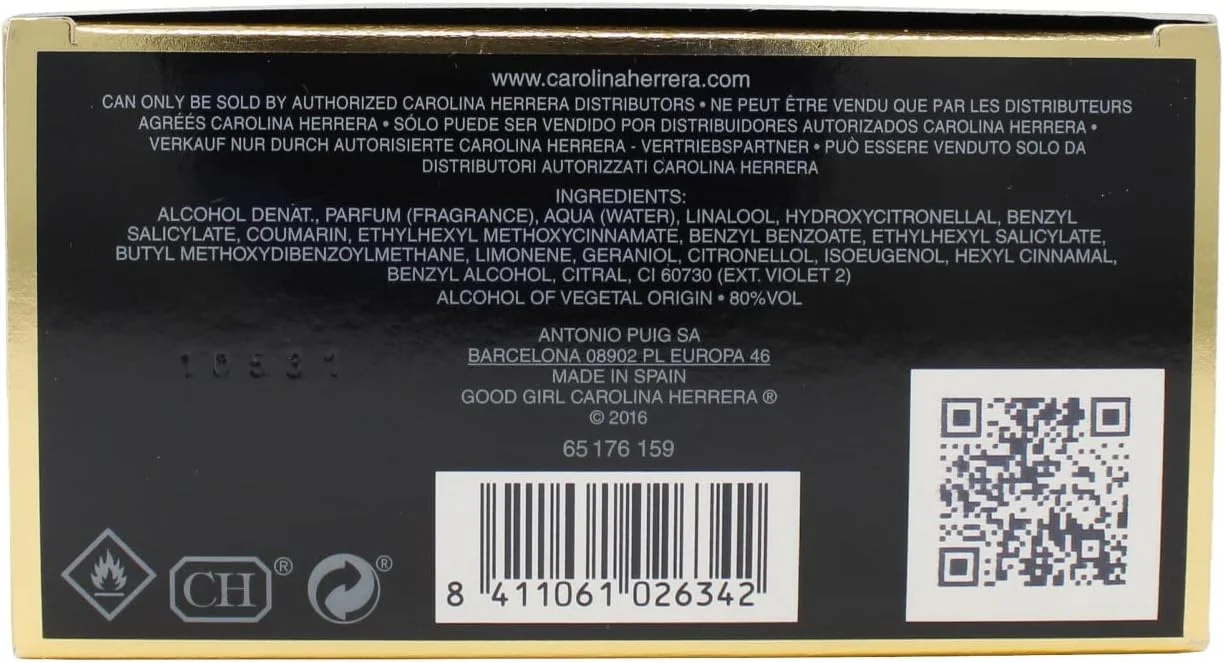 www.carolinaherrera.com
CAN ONLY BE SOLD BY AUTHORIZED CAROLINA HERRERA DISTRIBUTORS • NE PEUT ÊTRE VENDU QUE PAR LES DISTRIBUTEURS
AGRÉÉS CAROLINA HERRERA • SÓLO PUEDE SER VENDIDO POR DISTRIBUIDORES AUTORIZADOS CAROLINA HERRERA •
VERKAUF NUR DURCH AUTORISIERTE CAROLINA HERRERA - VERTRIEBSPARTNER • PUÒ ESSERE VENDUTO SOLO DA
DISTRIBUTORI AUTORIZZATI CAROLINA HERRERA
INGREDIENTS:
ALCOHOL DENAT., PARFUM (FRAGRANCE), AQUA (WATER), LINALOOL, HYDROXYCITRONELLAL, BENZYL
SALICYLATE, COUMARIN, ETHYLHEXYL METHOXYCINNAMATE, BENZYL BENZOATE, ETHYLHEXYL SALICYLATE,
BUTYL METHOXYDIBENZOYLMETHANE, LIMONENE, GERANIOL, CITRONELLOL, ISOEUGENOL, HEXYL CINNAMAL,
BENZYL ALCOHOL, CITRAL, CI 60730 (EXT. VIOLET 2)
ALCOHOL OF VEGETAL ORIGIN • 80%VOL
ANTONIO PUIG SA
BARCELONA 08902 PL EUROPA 46
MADE IN SPAIN
GOOD GIRL CAROLINA HERRERA ®
© 2016
65 176 159
CH ®
®
8 411061 026342